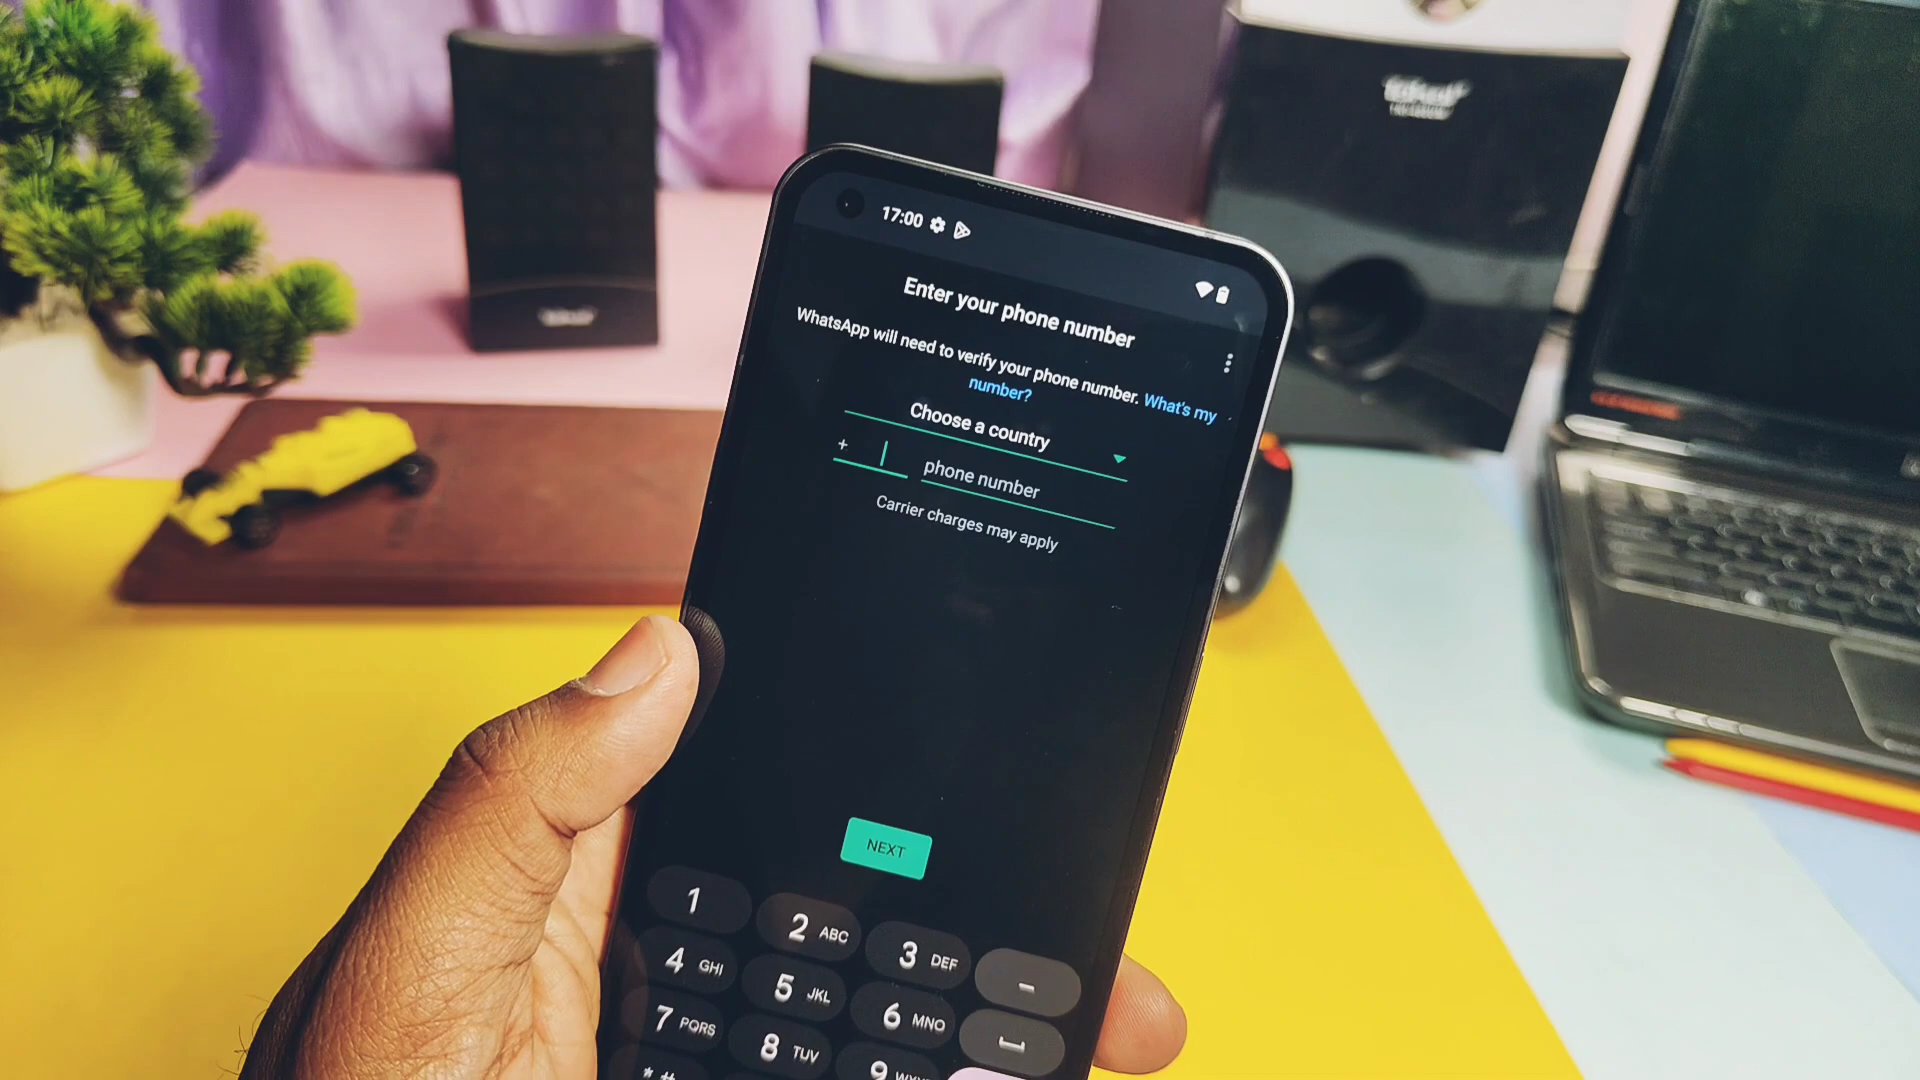 17:00
Enter your phone number
WhatsApp will need to verify your phone number. What's my
number?
Choose a country
+
phone number
Carrier charges may apply
NEXT
1
2 ABC
3 DEF
-
4 GHI
5 JKL
6 MNO
7 PQRS
8 TUV
9
* #